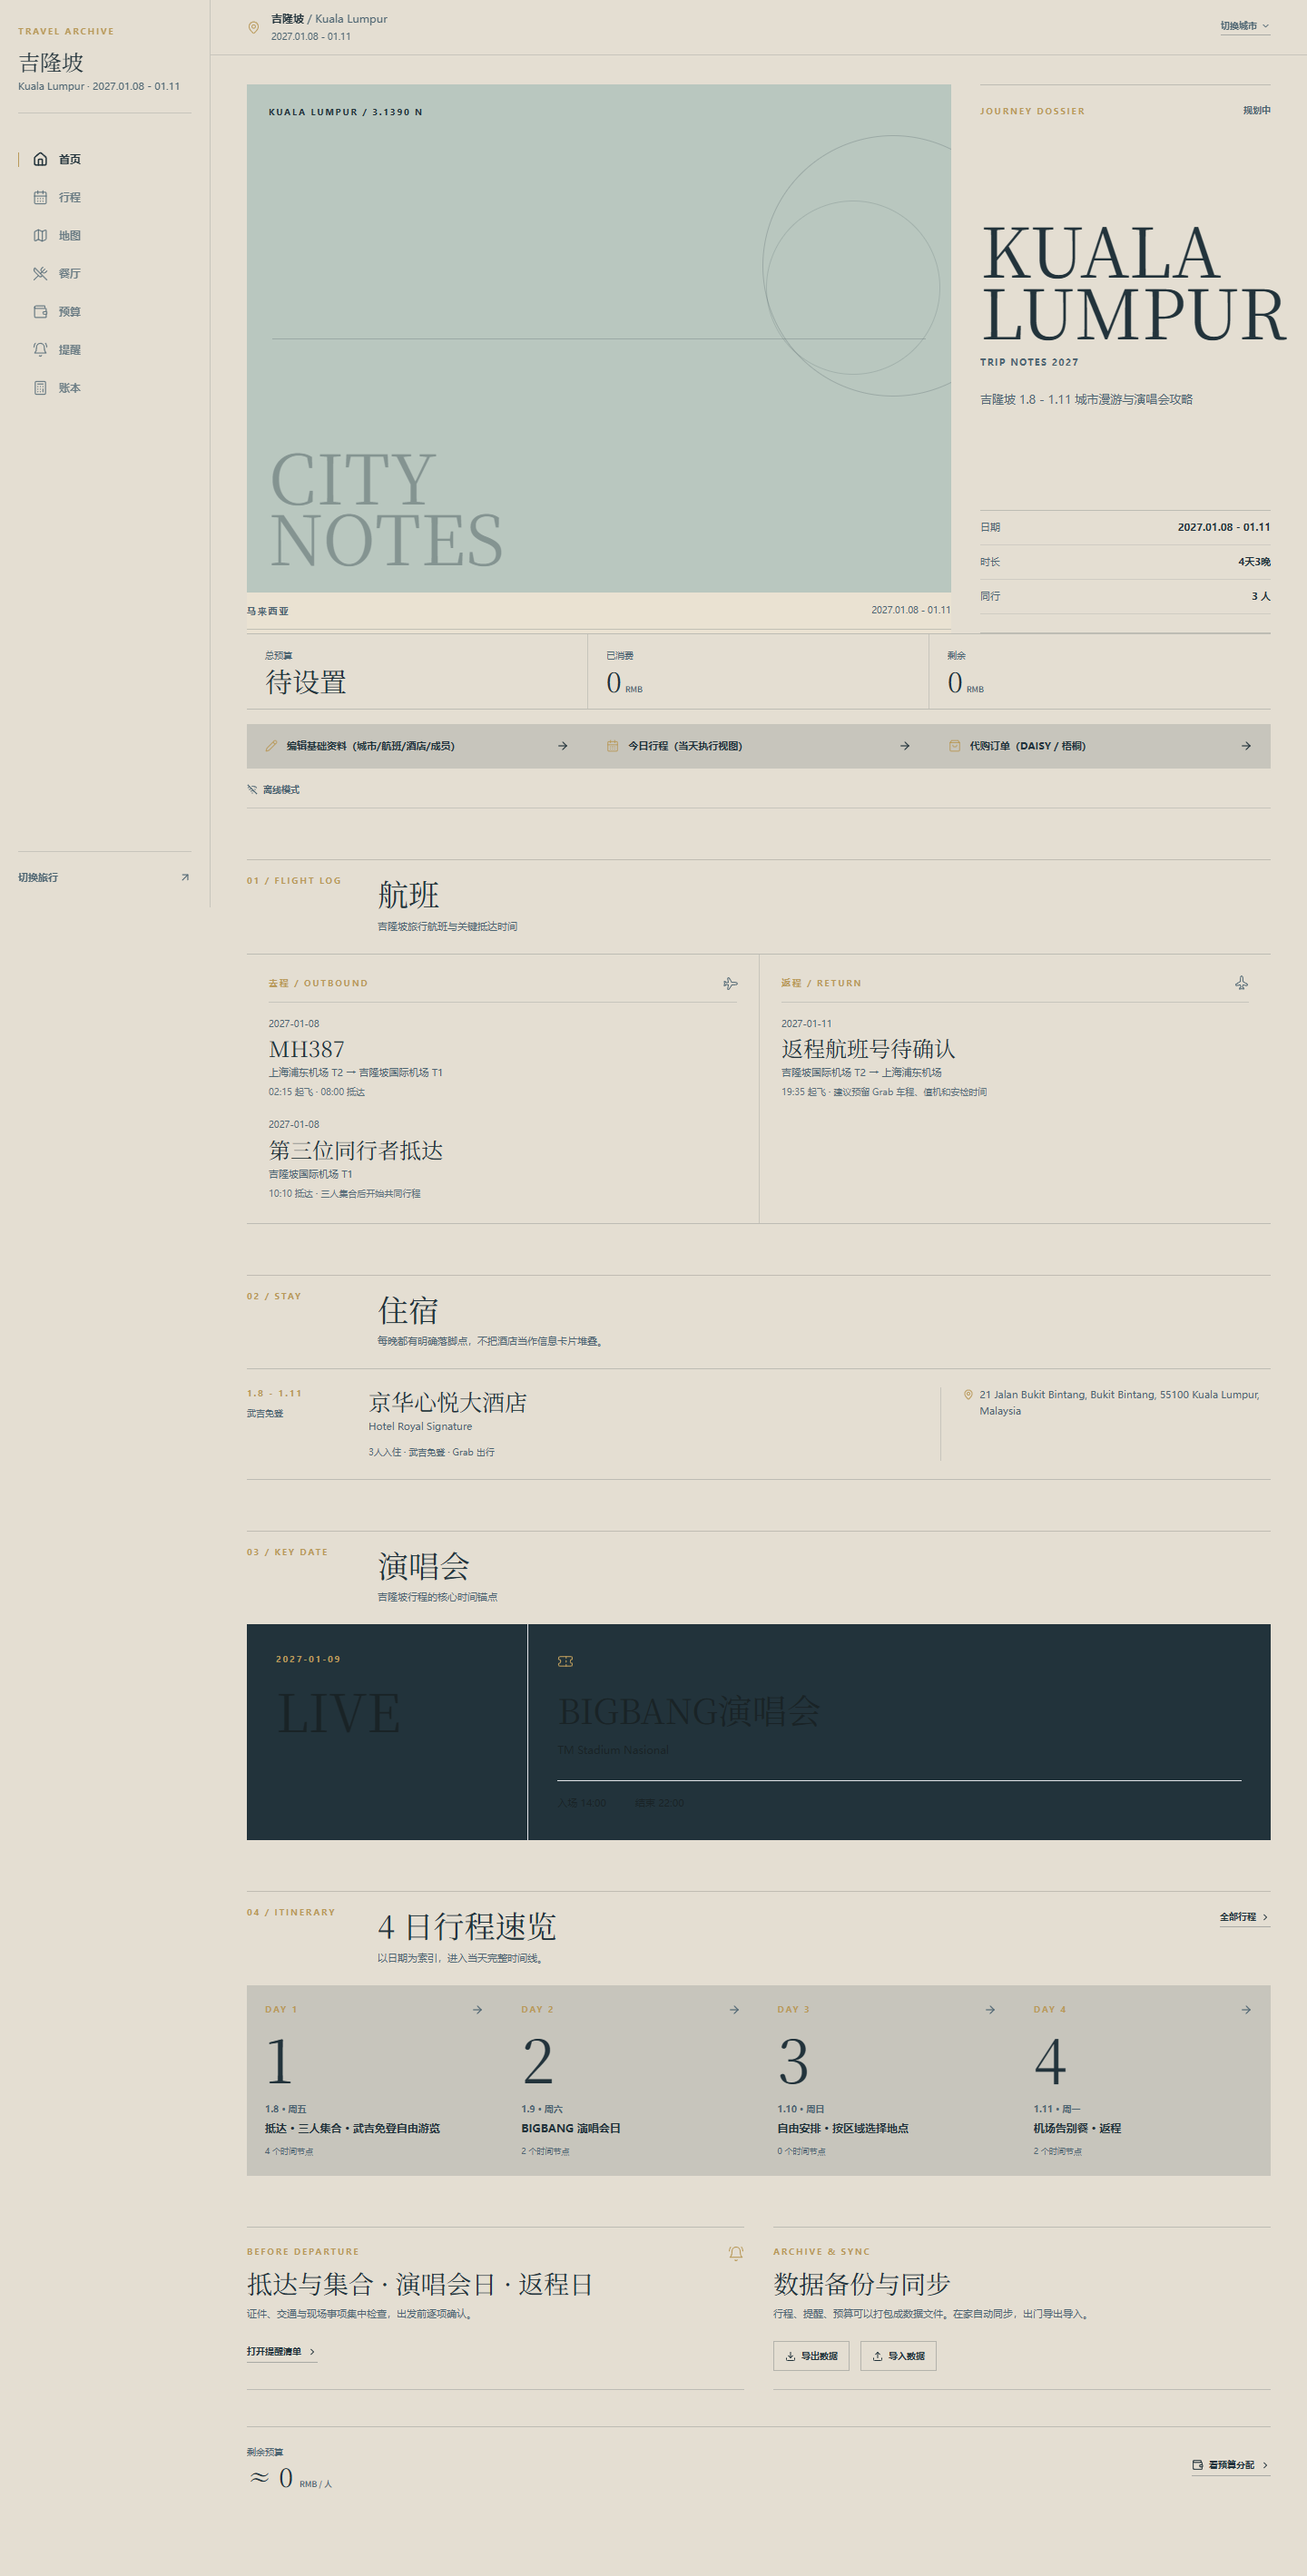 TRAVEL ARCHIVE
吉隆坡
Kuala Lumpur · 2027.01.08 - 01.11
首页
行程
地图
餐厅
预算
提醒
账本
切换旅行
吉隆坡 / Kuala Lumpur
2027.01.08 - 01.11
切换城市
KUALA LUMPUR / 3.1390 N
CITY
NOTES
马来西亚
2027.01.08 - 01.11
JOURNEY DOSSIER
规划中
KUALA
LUMPUR
TRIP NOTES 2027
吉隆坡 1.8 - 1.11 城市漫游与演唱会攻略
日期
2027.01.08 - 01.11
时长
4天3晚
同行
3 人
总预算
待设置
已消费
0 RMB
剩余
0 RMB
编辑基础资料（城市/航班/酒店/成员）
今日行程（当天执行视图）
代购订单（DAISY / 梧桐）
离线模式
01 / FLIGHT LOG
航班
吉隆坡旅行航班与关键抵达时间
去程 / OUTBOUND
2027-01-08
MH387
上海浦东机场 T2 → 吉隆坡国际机场 T1
02:15 起飞 · 08:00 抵达
2027-01-08
第三位同行者抵达
吉隆坡国际机场 T1
10:10 抵达 · 三人集合后开始共同行程
返程 / RETURN
2027-01-11
返程航班号待确认
吉隆坡国际机场 T2 → 上海浦东机场
19:35 起飞 · 建议预留 Grab 车程、值机和安检时间
02 / STAY
住宿
每晚都有明确落脚点，不把酒店当作信息卡片堆叠。
1.8 - 1.11
武吉免登
京华心悦大酒店
Hotel Royal Signature
3人入住 · 武吉免登 · Grab 出行
21 Jalan Bukit Bintang, Bukit Bintang, 55100 Kuala Lumpur,
Malaysia
03 / KEY DATE
演唱会
吉隆坡行程的核心时间锚点
2027-01-09
LIVE
BIGBANG演唱会
TM Stadium Nasional
入场 14:00
结束 22:00
04 / ITINERARY
4 日行程速览
以日期为索引，进入当天完整时间线。
全部行程
DAY 1
1
1.8 • 周五
抵达・三人集合・武吉免登自由游览
4 个时间节点
DAY 2
2
1.9 • 周六
BIGBANG 演唱会日
2 个时间节点
DAY 3
3
1.10 • 周日
自由安排・按区域选择地点
0 个时间节点
DAY 4
4
1.11 • 周一
机场告别餐・返程
2 个时间节点
BEFORE DEPARTURE
抵达与集合 · 演唱会日 · 返程日
证件、交通与现场事项集中检查，出发前逐项确认。
打开提醒清单
ARCHIVE & SYNC
数据备份与同步
行程、提醒、预算可以打包成数据文件。在家自动同步，出门导出导入。
导出数据
导入数据
剩余预算
≈ 0 RMB / 人
看预算分配